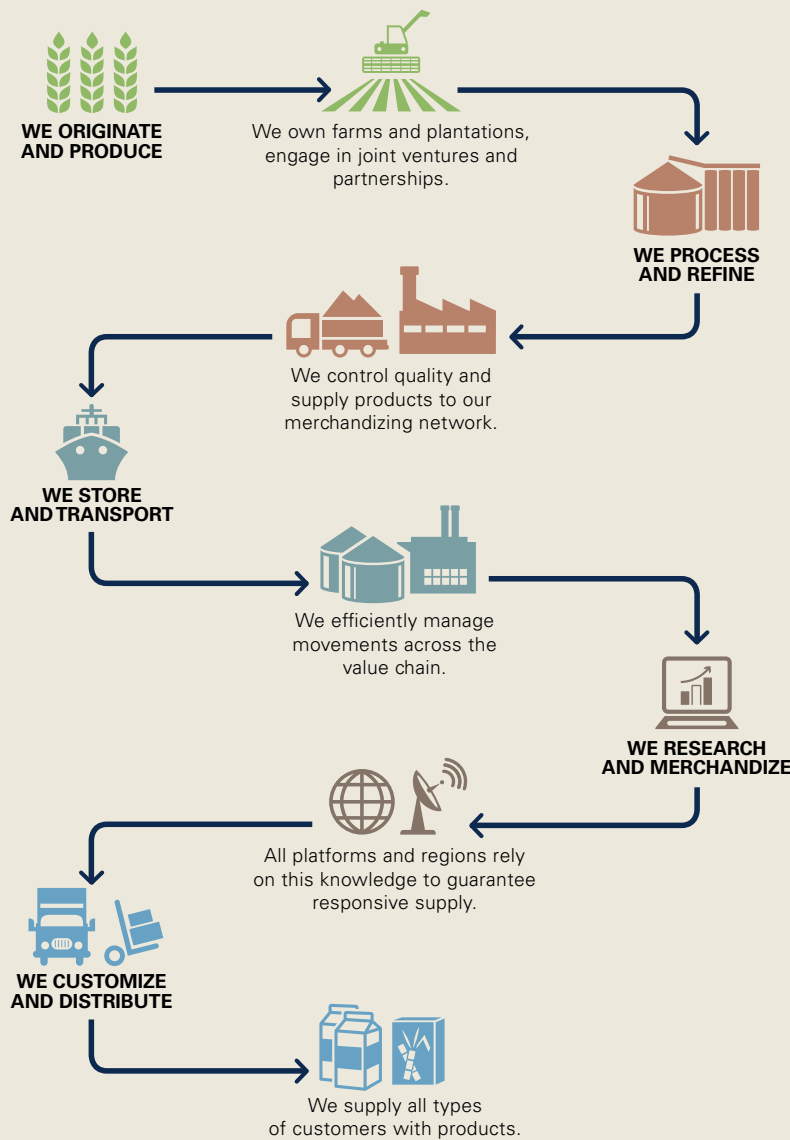 WE ORIGINATE
AND PRODUCE
We own farms and plantations,
engage in joint ventures and
partnerships.
WE PROCESS
AND REFINE
We control quality and
supply products to our
merchandizing network.
WE STORE
AND TRANSPORT
We efficiently manage
movements across the
value chain.
WE RESEARCH
AND MERCHANDIZE
All platforms and regions rely
on this knowledge to guarantee
responsive supply.
WE CUSTOMIZE
AND DISTRIBUTE
We supply all types
of customers with products.